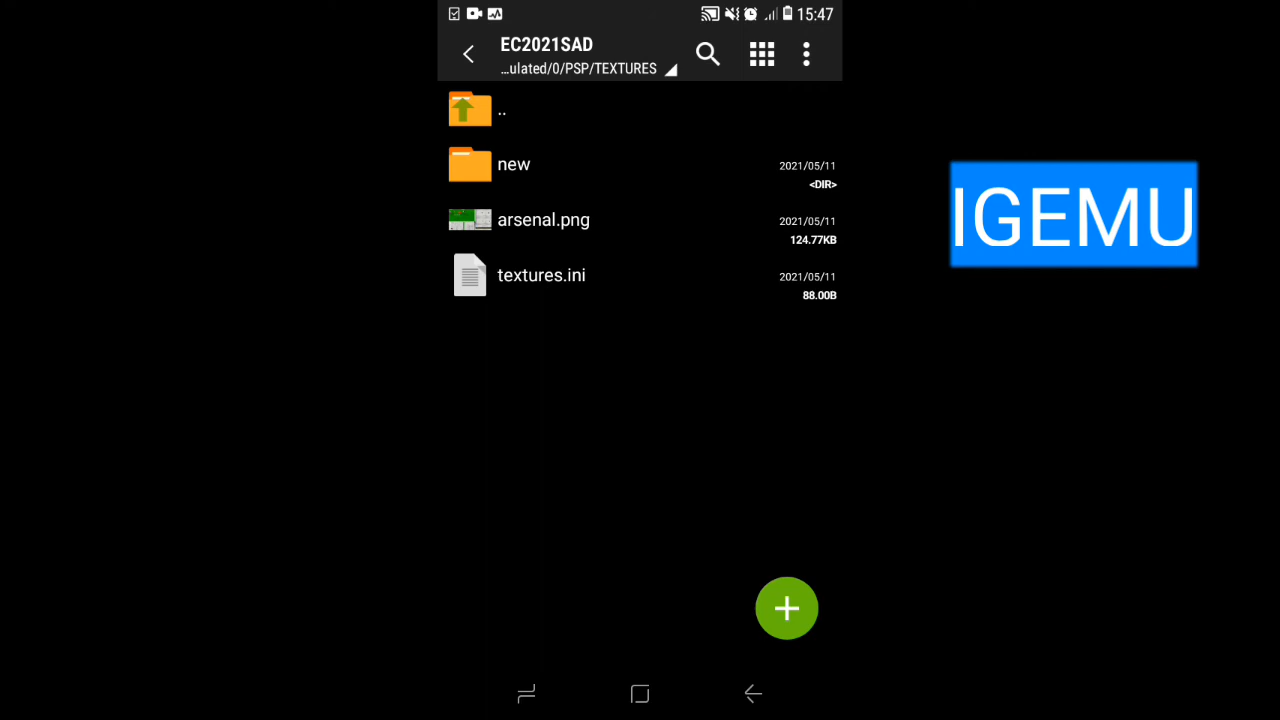 15:47
EC2021SAD
...ulated/0/PSP/TEXTURES
..
new
2021/05/11
<DIR>
arsenal.png
2021/05/11
124.77KB
textures.ini
2021/05/11
88.00B
IGEMU